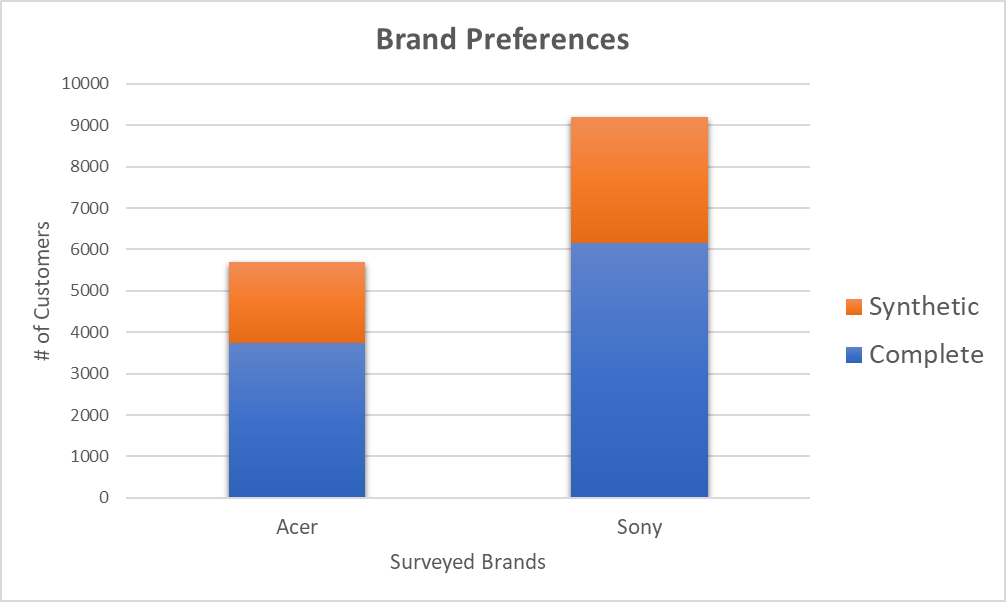 Brand Preferences
10000
9000
8000
7000
6000
5000
4000
3000
2000
1000
0
# of Customers
Acer
Sony
Surveyed Brands
Synthetic
Complete